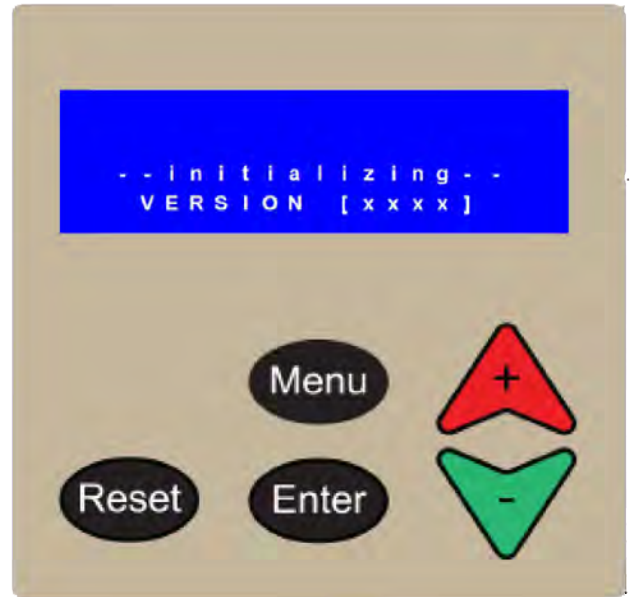 --initializing--
VERSION [xxxx]
Menu
+
Reset
Enter
-